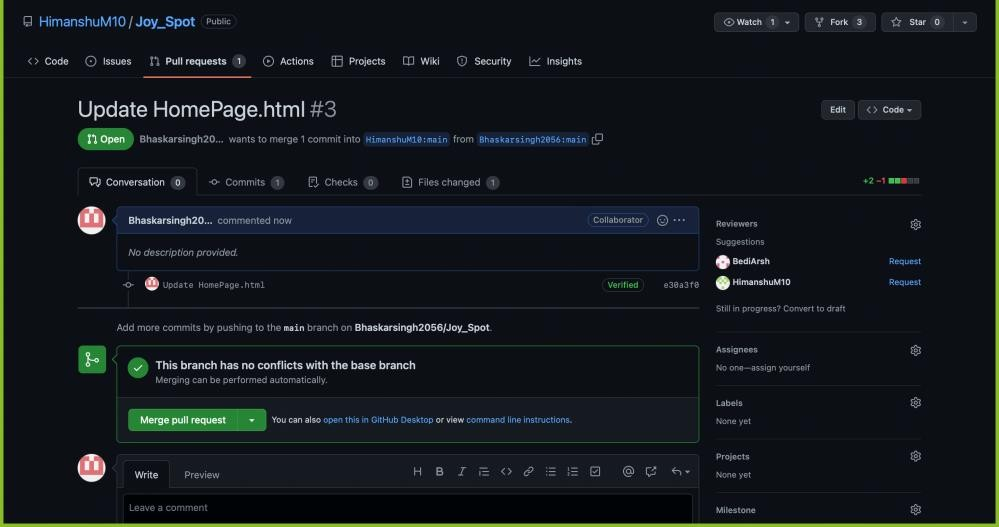 HimanshuM10 / Joy_Spot Public
Watch 1 Fork 3 Star 0
Code Issues Pull requests 1 Actions Projects Wiki Security Insights
Update HomePage.html #3
Edit <> Code
Open Bhaskarsingh20... wants to merge 1 commit into HimanshuM10:main from Bhaskarsingh2056:main
Conversation 0 Commits 1 Checks 0 Files changed 1
+2 −1
Bhaskarsingh20... commented now
Collaborator
No description provided.
Update HomePage.html
Verified e30a3f0
Add more commits by pushing to the main branch on Bhaskarsingh2056/Joy_Spot.
This branch has no conflicts with the base branch
Merging can be performed automatically.
Merge pull request
You can also open this in GitHub Desktop or view command line instructions.
Write Preview
Leave a comment
Reviewers
Suggestions
BediArsh Request
HimanshuM10 Request
Still in progress? Convert to draft
Assignees
No one—assign yourself
Labels
None yet
Projects
None yet
Milestone